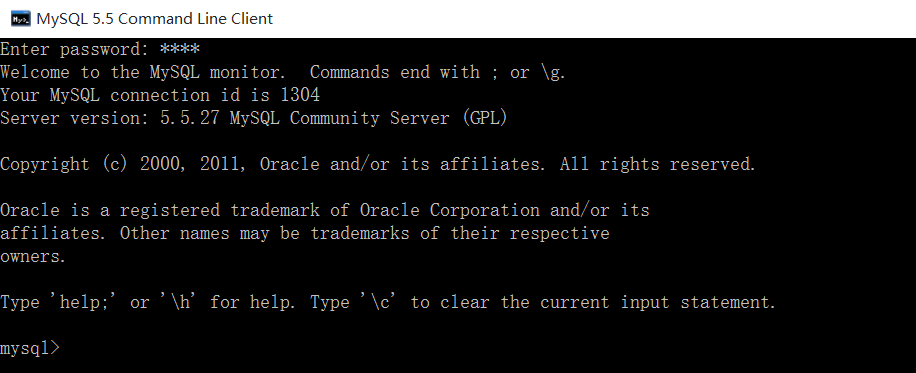 MySQL 5.5 Command Line Client
Enter password: ****
Welcome to the MySQL monitor.  Commands end with ; or \g.
Your MySQL connection id is 1304
Server version: 5.5.27 MySQL Community Server (GPL)
Copyright (c) 2000, 2011, Oracle and/or its affiliates. All rights reserved.
Oracle is a registered trademark of Oracle Corporation and/or its
affiliates. Other names may be trademarks of their respective
owners.
Type 'help;' or '\h' for help. Type '\c' to clear the current input statement.
mysql>